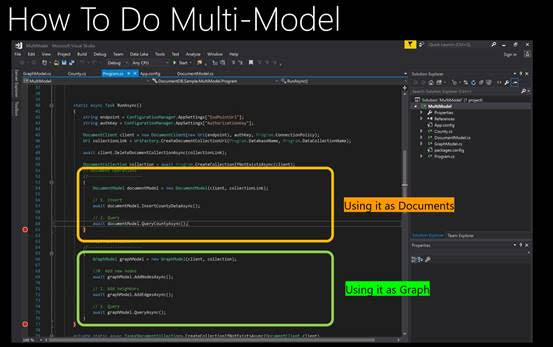 How To Do Multi-Model
MultiModel - Microsoft Visual Studio
Quick Launch (Ctrl+Q)
File Edit View Project Build Debug Team Data Lake Tools Test Analyze Window Help
Sign in
Debug Any CPU Start
GraphModel.cs County.cs Program.cs App.config DocumentModel.cs
Solution Explorer
MultiModel
DocumentDB.Sample.MultiModel.Program
RunAsync()
Solution 'MultiModel' (1 project)
MultiModel
Properties
References
App.config
County.cs
DocumentModel.cs
GraphModel.cs
packages.config
Program.cs
static async Task RunAsync()
{
string endpoint = ConfigurationManager.AppSettings["EndPointUrl"];
string authKey = ConfigurationManager.AppSettings["AuthorizationKey"];
DocumentClient client = new DocumentClient(new Uri(endpoint), authKey, Program.ConnectionPolicy);
Uri collectionLink = UriFactory.CreateDocumentCollectionUri(Program.DatabaseName, Program.DataCollectionName);
await client.DeleteDocumentCollectionAsync(collectionLink);
DocumentCollection collection = await Program.CreateCollectionIfNotExistsAsync(client);
{
DocumentModel documentModel = new DocumentModel(client, collectionLink);
// 1. Insert
await documentModel.InsertCountyDataAsync();
// 2. Query
await documentModel.QueryCountyAsync();
}
Using it as Documents
GraphModel graphModel = new GraphModel(client, collection);
Add new nodes
await graphModel.AddNodesAsync();
// 2. Add neighbors
await graphModel.AddEdgesAsync();
// 3. Query
await graphModel.QueryAsync();
}
Using it as Graph
Solution Explorer Team Explorer
Properties
100 %